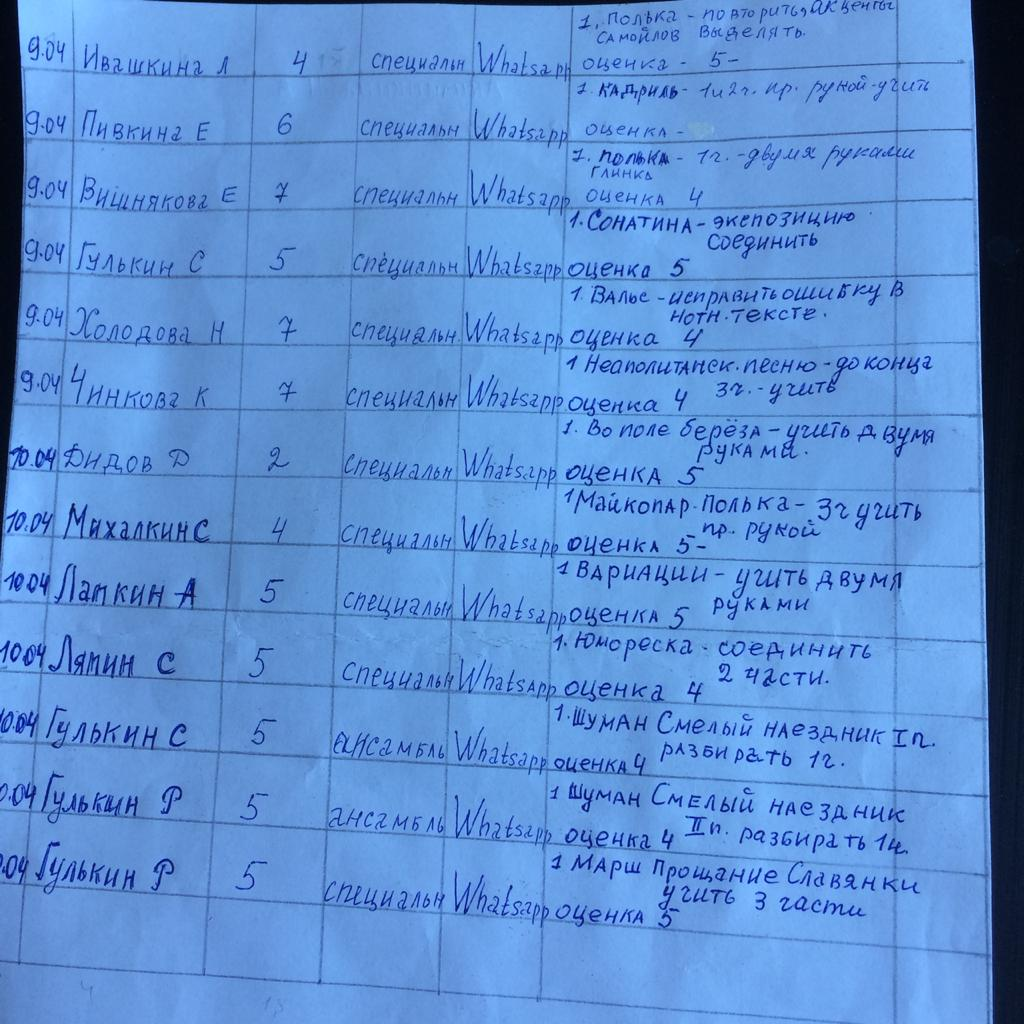 1. Полька - повторить, акценты
Самойлов выделять.
9.04 Ивашкина Л 4 специальн Whatsapp оценка - 5-
1. Кадриль - 1и2ч. пр. рукой-учить
9.04 Пивкина Е 6 специальн Whatsapp оценка -
1. Полька - 1ч. - двумя руками
Глинка
9.04 Вишнякова Е 7 специальн Whatsapp оценка 4
1. Сонатина - экспозицию
соединить
9.04 Гулькин С 5 специальн Whatsapp оценка 5
1. Вальс - исправить ошибку в
нотн. тексте.
9.04 Холодова Н 7 специальн. Whatsapp оценка 4
1 Неаполитанск. песню - до конца
9.04 Чинкова К 7 специальн Whatsapp оценка 4 3ч. - учить
1. Во поле берёза - учить двумя
руками.
10.04 Дидов Д 2 специальн Whatsapp оценка 5
1 Майкопар. Полька - 3ч учить
пр. рукой
10.04 Михалкин С 4 специальн Whatsapp оценка 5-
1 Вариации - учить двумя
10.04 Лапкин А 5 специальн Whatsapp оценка 5 руками
1. Юмореска - соединить
10.04 Ляпин С 5 специальн WhatsApp оценка 4 2 части.
1. Шуман Смелый наездник Iп.
10.04 Гулькин С 5 ансамбль Whatsapp оценка 4 разбирать 1ч.
1 Шуман Смелый наездник
0.04 Гулькин Р 5 ансамбль Whatsapp оценка 4 IIп. разбирать 1ч.
1 Марш Прощание Славянки
учить 3 части
.04 Гулькин Р 5 специальн Whatsapp оценка 5